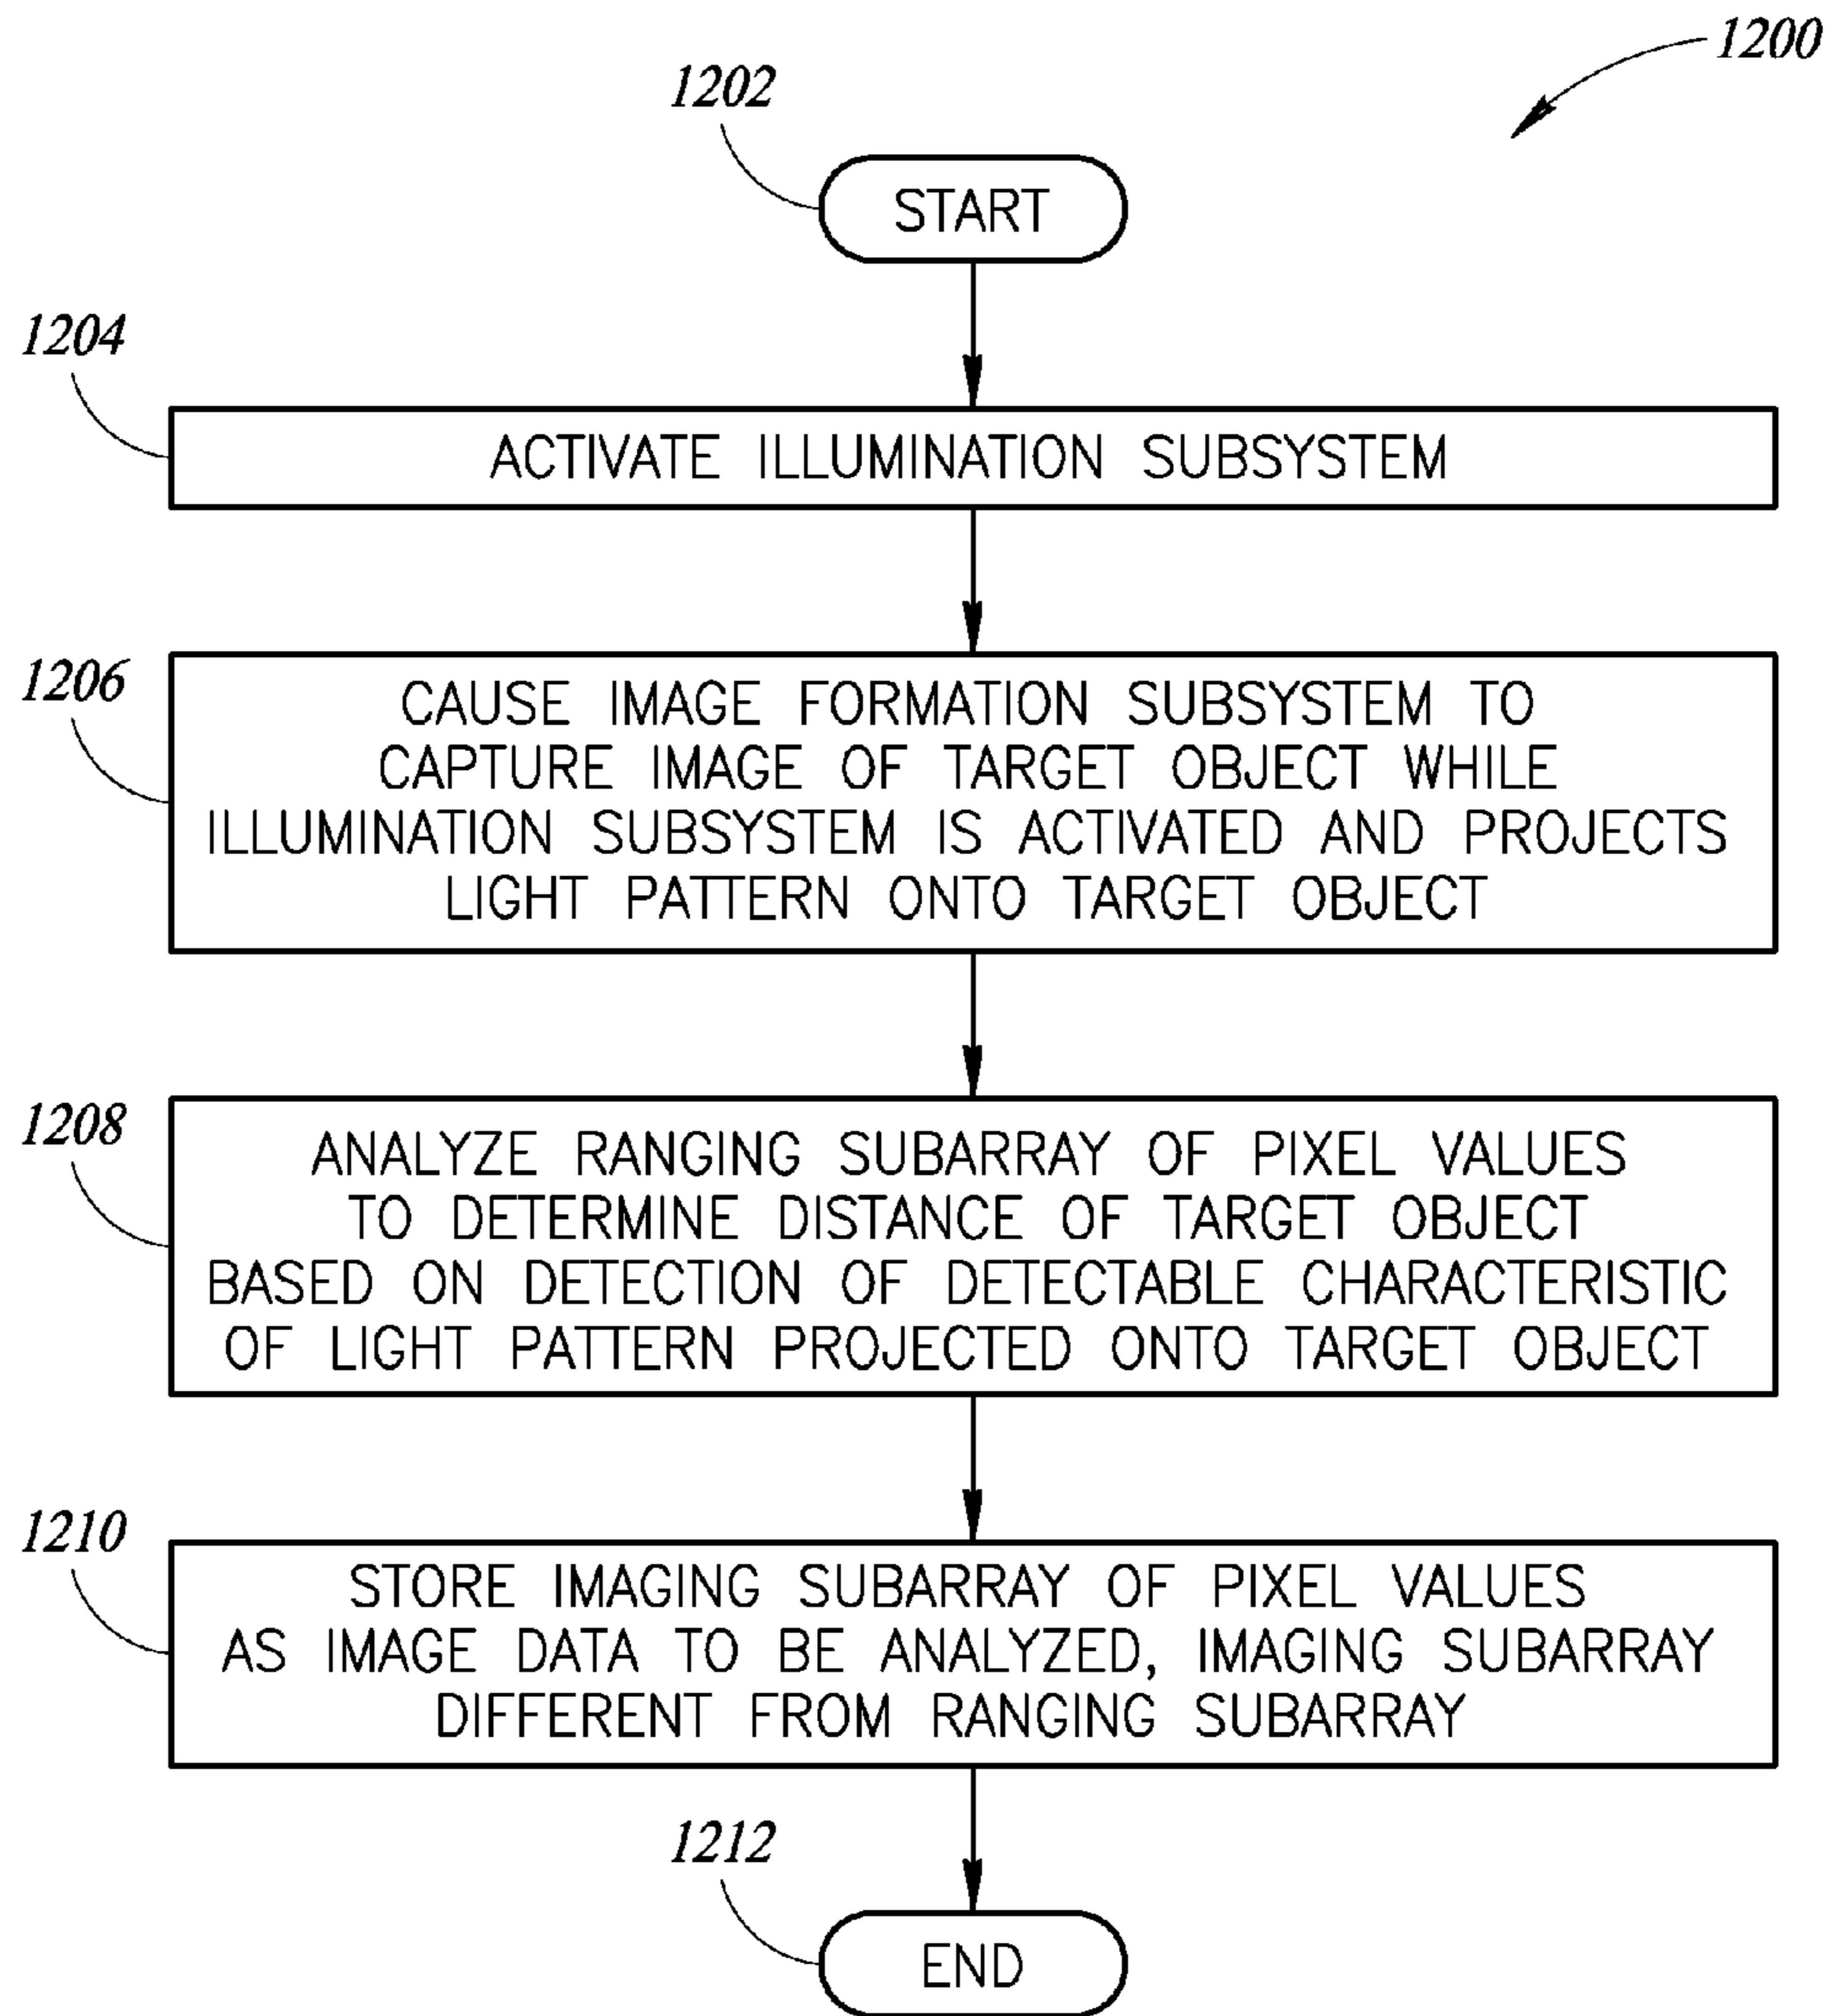 1200
1202
START
1204
ACTIVATE ILLUMINATION SUBSYSTEM
1206
CAUSE IMAGE FORMATION SUBSYSTEM TO
CAPTURE IMAGE OF TARGET OBJECT WHILE
ILLUMINATION SUBSYSTEM IS ACTIVATED AND PROJECTS
LIGHT PATTERN ONTO TARGET OBJECT
1208
ANALYZE RANGING SUBARRAY OF PIXEL VALUES
TO DETERMINE DISTANCE OF TARGET OBJECT
BASED ON DETECTION OF DETECTABLE CHARACTERISTIC
OF LIGHT PATTERN PROJECTED ONTO TARGET OBJECT
1210
STORE IMAGING SUBARRAY OF PIXEL VALUES
AS IMAGE DATA TO BE ANALYZED, IMAGING SUBARRAY
DIFFERENT FROM RANGING SUBARRAY
1212
END